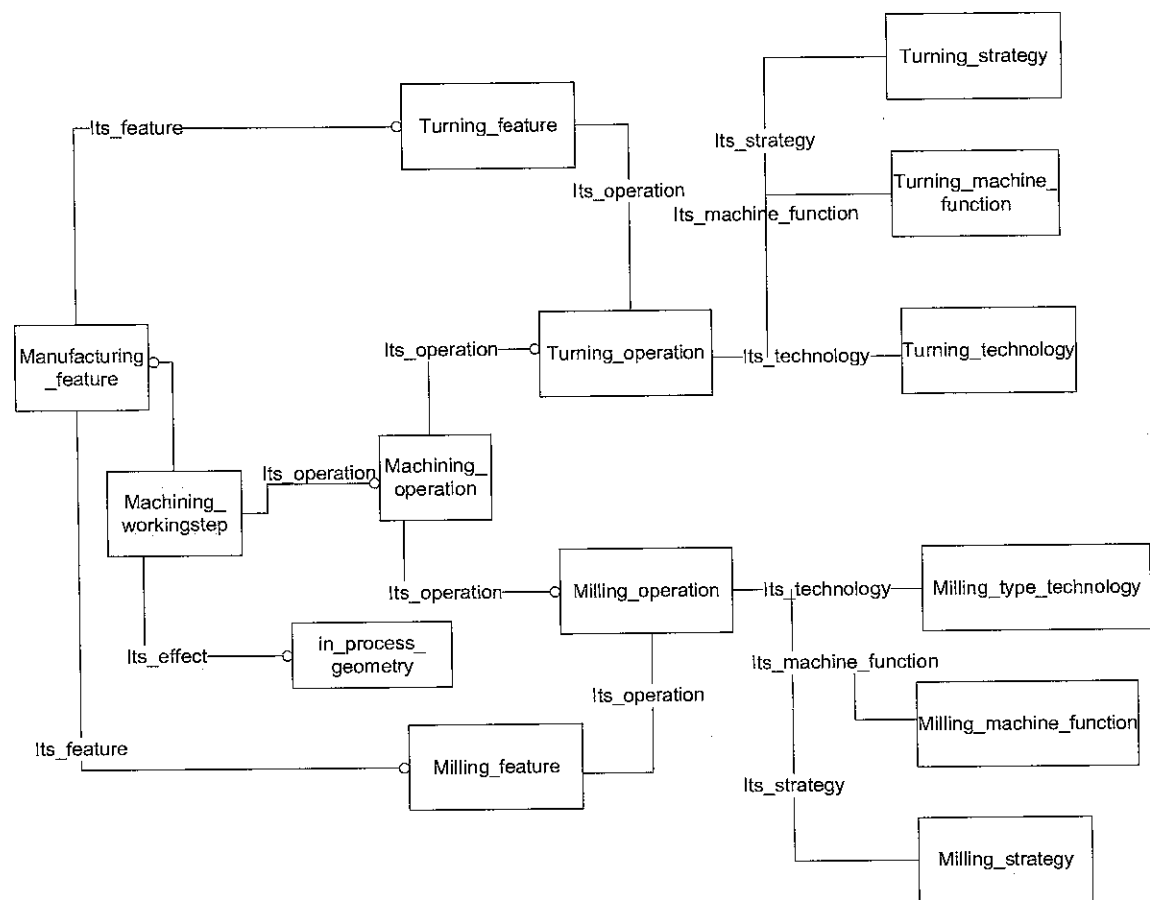 Turning_strategy
Its_feature
Turning_feature
Its_strategy
Its_operation
Turning_machine_
function
Its_machine_function
Manufacturing
_feature
Its_operation
Turning_operation
Its_technology
Turning_technology
Its_operation
Machining_
operation
Machining_
workingstep
Its_operation
Milling_operation
Its_technology
Milling_type_technology
Its_effect
in_process_
geometry
Its_machine_function
Its_operation
Milling_machine_function
Its_feature
Milling_feature
Its_strategy
Milling_strategy